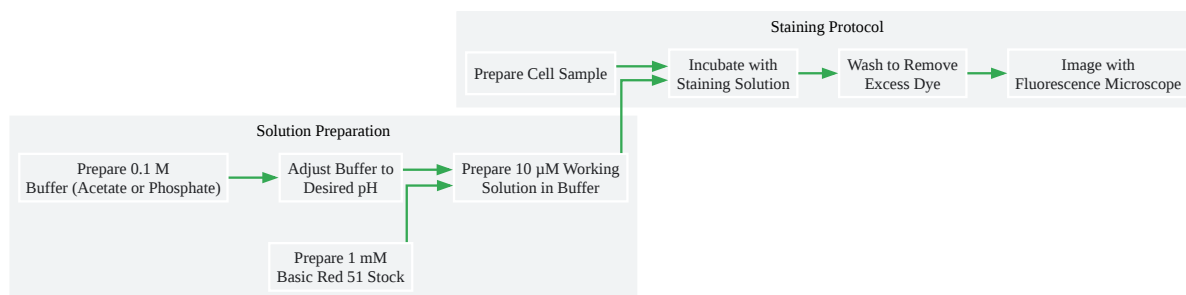 Staining Protocol
Prepare Cell Sample
Incubate with
Staining Solution
Wash to Remove
Excess Dye
Image with
Fluorescence Microscope
Solution Preparation
Prepare 0.1 M
Buffer (Acetate or Phosphate)
Adjust Buffer to
Desired pH
Prepare 10 µM Working
Solution in Buffer
Prepare 1 mM
Basic Red 51 Stock